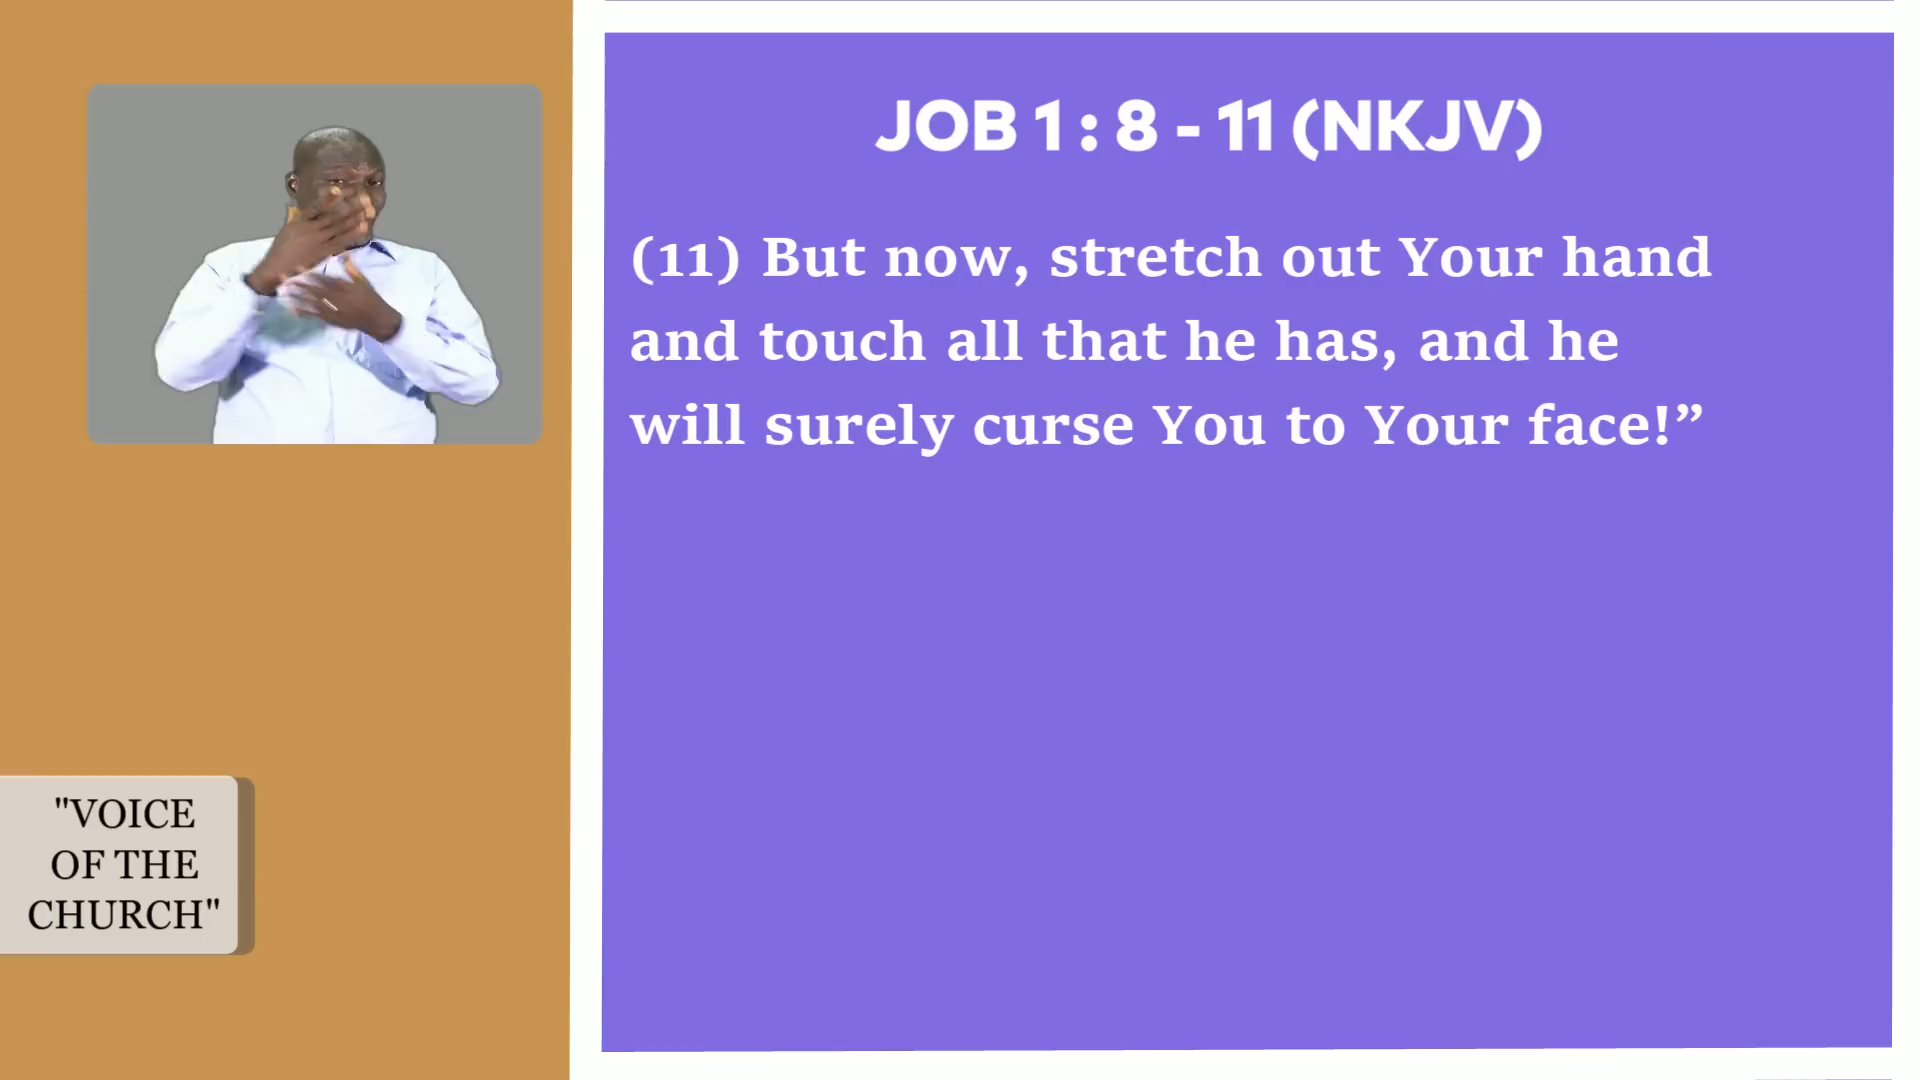 JOB 1 : 8 - 11 (NKJV)
(11) But now, stretch out Your hand
and touch all that he has, and he
will surely curse You to Your face!”
"VOICE
OF THE
CHURCH"